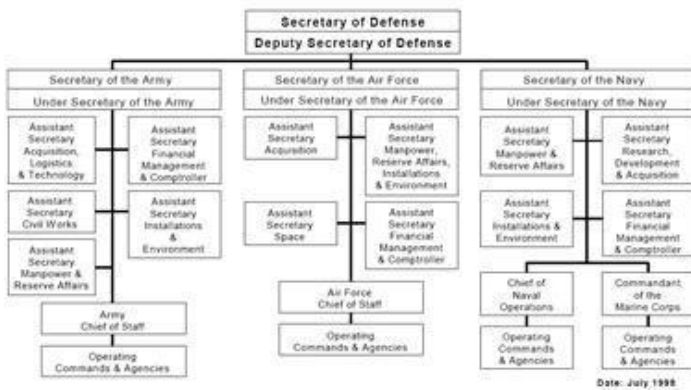 Secretary of Defense
Deputy Secretary of Defense
Secretary of the Army
Under Secretary of the Army
Secretary of the Air Force
Under Secretary of the Air Force
Secretary of the Navy
Under Secretary of the Navy
Assistant
Secretary
Acquisition,
Logistics
& Technology
Assistant
Secretary
Financial
Management
& Comptroller
Assistant
Secretary
Civil Works
Assistant
Secretary
Installations
&
Environment
Assistant
Secretary
Manpower &
Reserve Affairs
Army
Chief of Staff
Operating
Commands & Agencies
Assistant
Secretary
Acquisition
Assistant
Secretary
Manpower,
Reserve Affairs,
Installations
& Environment
Assistant
Secretary
Space
Assistant
Secretary
Financial
Management
& Comptroller
Air Force
Chief of Staff
Operating
Commands & Agencies
Assistant
Secretary
Manpower &
Reserve Affairs
Assistant
Secretary
Research,
Development
& Acquisition
Assistant
Secretary
Installations
& Environment
Assistant
Secretary
Financial
Management
& Comptroller
Chief of
Naval
Operations
Commandant
of the
Marine Corps
Operating
Commands
& Agencies
Operating
Commands
& Agencies
Date: July 1998